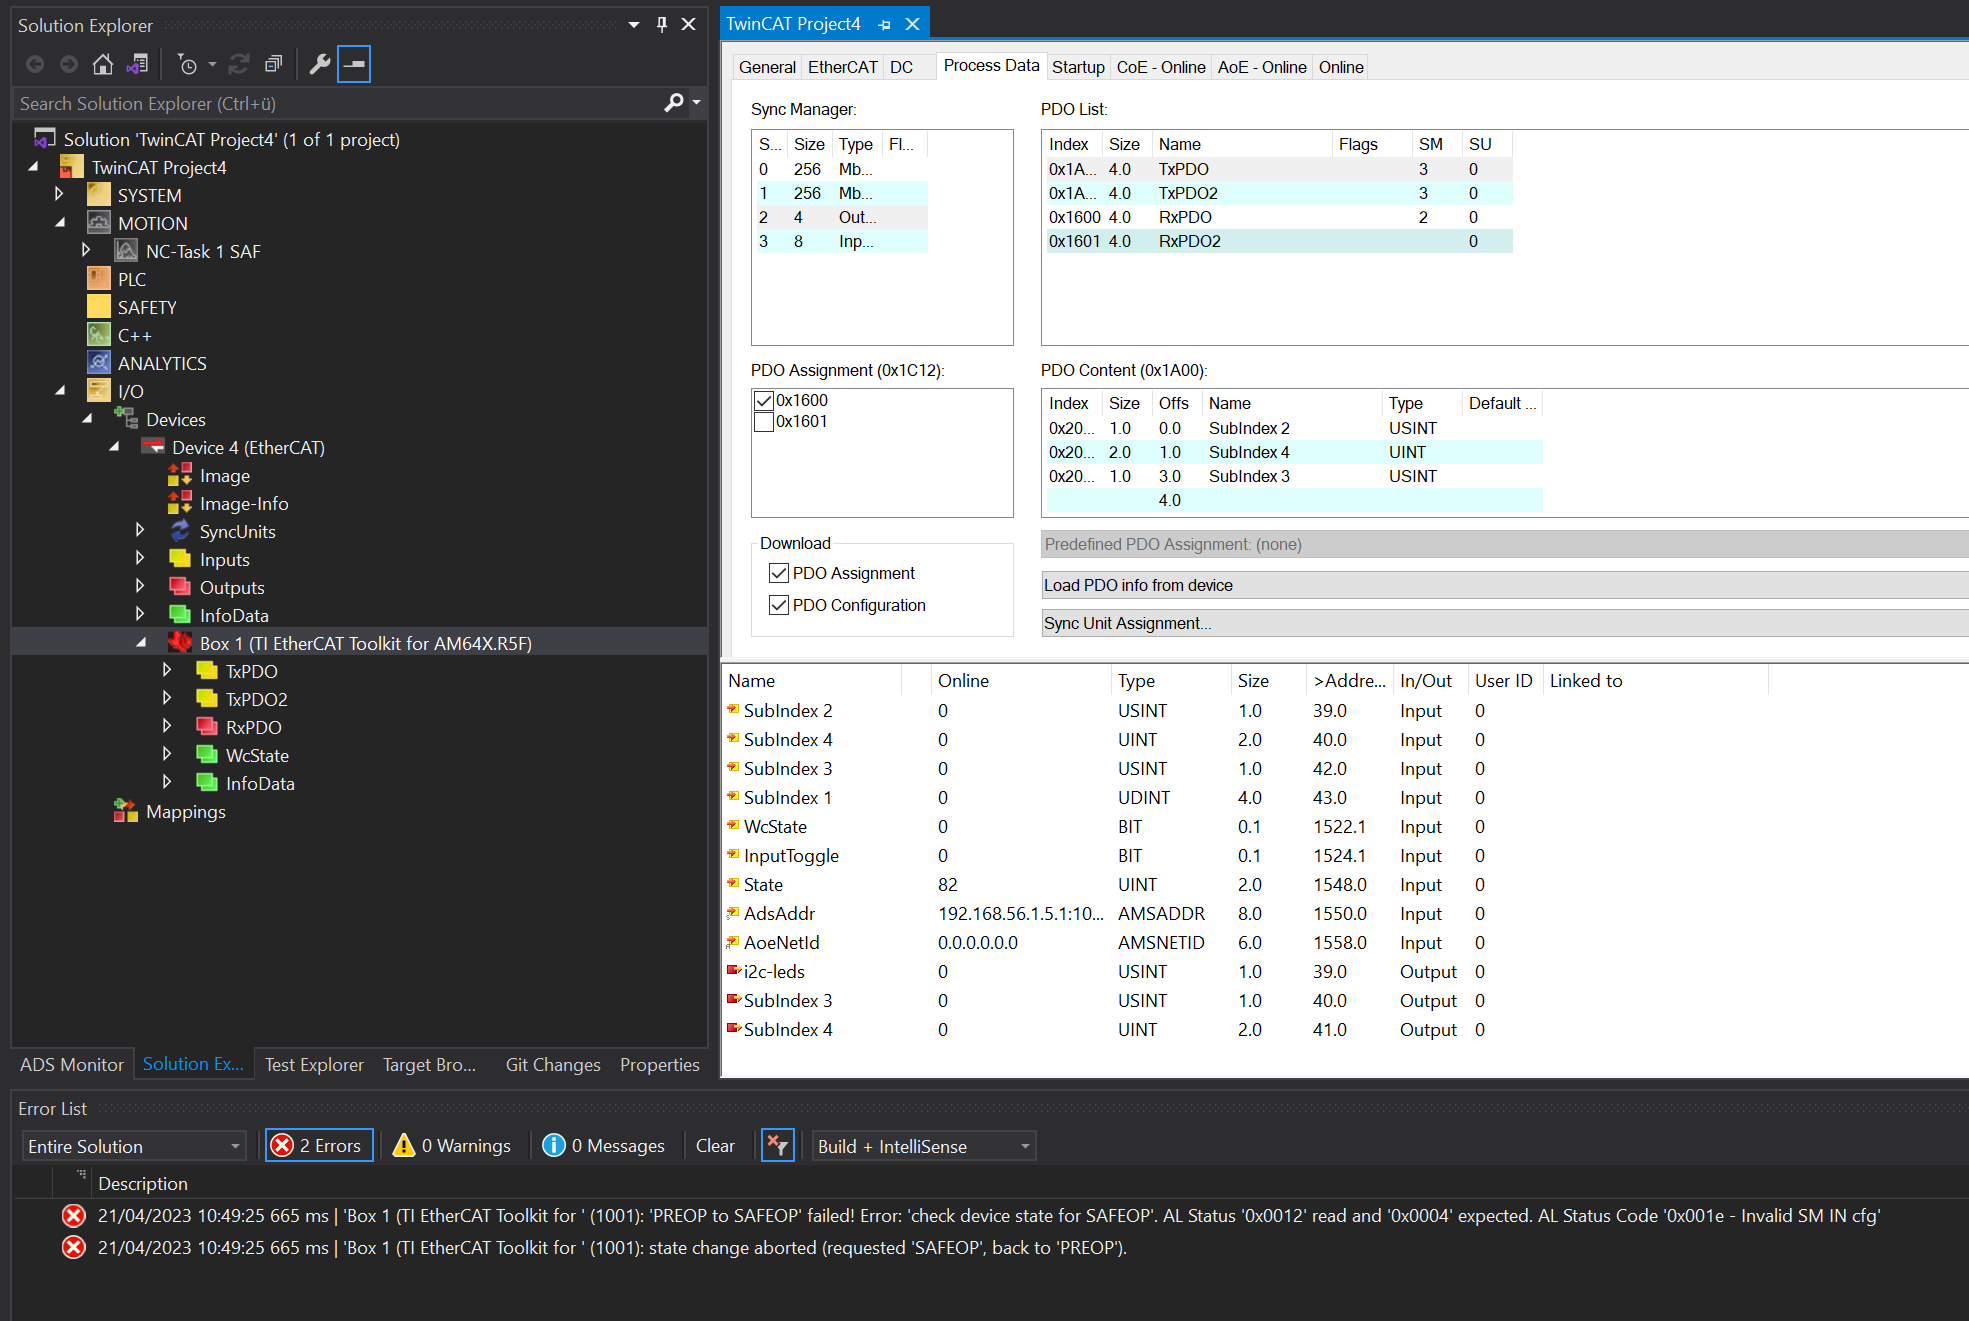 Solution Explorer
Search Solution Explorer (Ctrl+ü)
Solution 'TwinCAT Project4' (1 of 1 project)
TwinCAT Project4
SYSTEM
MOTION
NC-Task 1 SAF
PLC
SAFETY
C++
ANALYTICS
I/O
Devices
Device 4 (EtherCAT)
Image
Image-Info
SyncUnits
Inputs
Outputs
InfoData
Box 1 (TI EtherCAT Toolkit for AM64X.R5F)
TxPDO
TxPDO2
RxPDO
WcState
InfoData
Mappings
ADS Monitor Solution Ex... Test Explorer Target Bro... Git Changes Properties
TwinCAT Project4
General EtherCAT DC Process Data Startup CoE - Online AoE - Online Online
Sync Manager:
S... Size Type Fl...
0 256 Mb...
1 256 Mb...
2 4 Out...
3 8 Inp...
PDO List:
Index Size Name Flags SM SU
0x1A... 4.0 TxPDO 3 0
0x1A... 4.0 TxPDO2 3 0
0x1600 4.0 RxPDO 2 0
0x1601 4.0 RxPDO2 0
PDO Assignment (0x1C12):
0x1600
0x1601
PDO Content (0x1A00):
Index Size Offs Name Type Default ...
0x20... 1.0 0.0 SubIndex 2 USINT
0x20... 2.0 1.0 SubIndex 4 UINT
0x20... 1.0 3.0 SubIndex 3 USINT
4.0
Download
PDO Assignment
PDO Configuration
Predefined PDO Assignment: (none)
Load PDO info from device
Sync Unit Assignment...
Name Online Type Size >Addre... In/Out User ID Linked to
SubIndex 2 0 USINT 1.0 39.0 Input 0
SubIndex 4 0 UINT 2.0 40.0 Input 0
SubIndex 3 0 USINT 1.0 42.0 Input 0
SubIndex 1 0 UDINT 4.0 43.0 Input 0
WcState 0 BIT 0.1 1522.1 Input 0
InputToggle 0 BIT 0.1 1524.1 Input 0
State 82 UINT 2.0 1548.0 Input 0
AdsAddr 192.168.56.1.5.1:10... AMSADDR 8.0 1550.0 Input 0
AoeNetId 0.0.0.0.0.0 AMSNETID 6.0 1558.0 Input 0
i2c-leds 0 USINT 1.0 39.0 Output 0
SubIndex 3 0 USINT 1.0 40.0 Output 0
SubIndex 4 0 UINT 2.0 41.0 Output 0
Error List
Entire Solution 2 Errors 0 Warnings 0 Messages Clear Build + IntelliSense
Description
21/04/2023 10:49:25 665 ms | 'Box 1 (TI EtherCAT Toolkit for ' (1001): 'PREOP to SAFEOP' failed! Error: 'check device state for SAFEOP'. AL Status '0x0012' read and '0x0004' expected. AL Status Code '0x001e - Invalid SM IN cfg'
21/04/2023 10:49:25 665 ms | 'Box 1 (TI EtherCAT Toolkit for ' (1001): state change aborted (requested 'SAFEOP', back to 'PREOP').